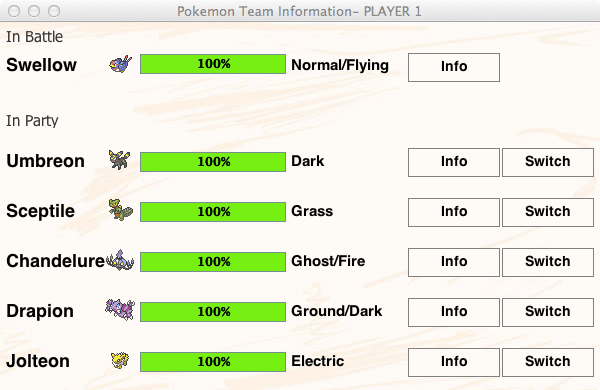 Pokemon Team Information- PLAYER 1
In Battle
Swellow 100% Normal/Flying Info
In Party
Umbreon 100% Dark Info Switch
Sceptile 100% Grass Info Switch
Chandelure 100% Ghost/Fire Info Switch
Drapion 100% Ground/Dark Info Switch
Jolteon 100% Electric Info Switch